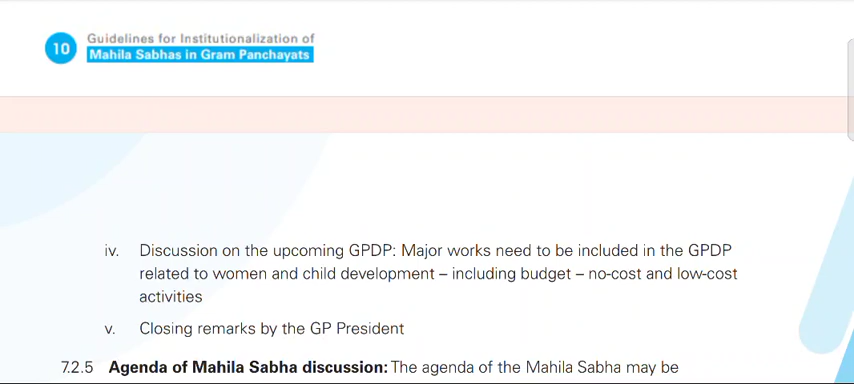 10
Guidelines for Institutionalization of
Mahila Sabhas in Gram Panchayats
iv. Discussion on the upcoming GPDP: Major works need to be included in the GPDP
related to women and child development – including budget – no-cost and low-cost
activities
v. Closing remarks by the GP President
7.2.5 Agenda of Mahila Sabha discussion: The agenda of the Mahila Sabha may be